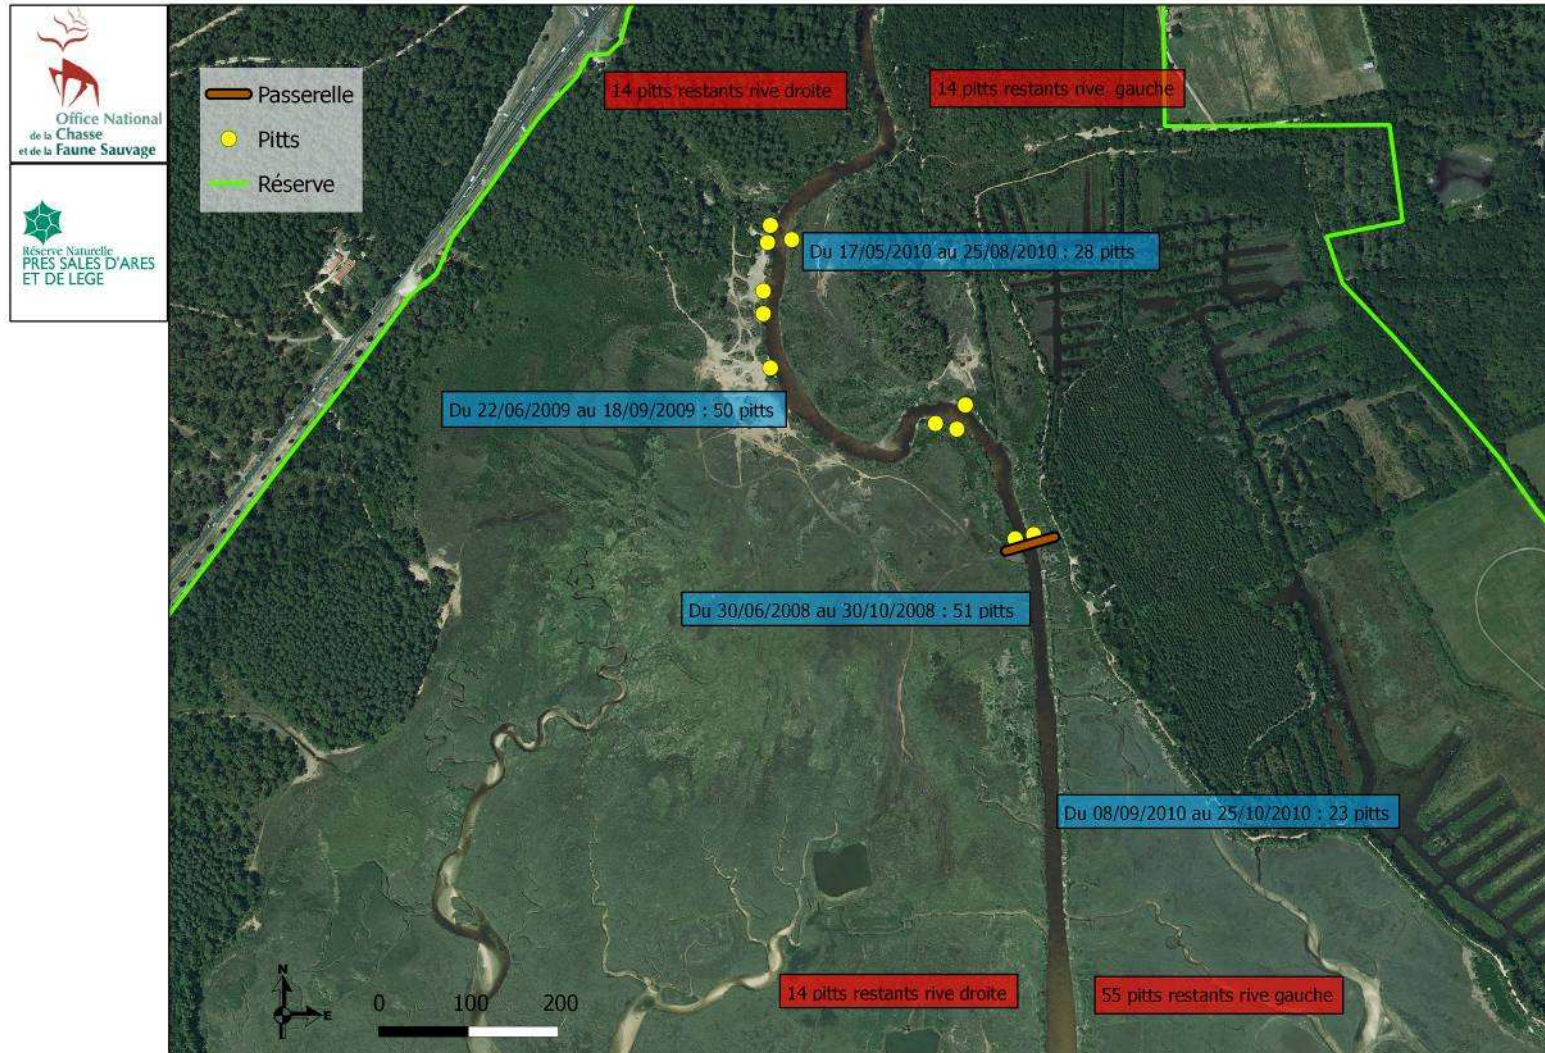 Office National
de la Chasse
et de la Faune Sauvage
Réserve Naturelle
PRES SALES D'ARES
ET DE LEGE
Passerelle
Pitts
Réserve
14 pitts restants rive droite
14 pitts restants rive gauche
Du 17/05/2010 au 25/08/2010 : 28 pitts
Du 22/06/2009 au 18/09/2009 : 50 pitts
Du 30/06/2008 au 30/10/2008 : 51 pitts
Du 08/09/2010 au 25/10/2010 : 23 pitts
14 pitts restants rive droite
55 pitts restants rive gauche
N
E
0 100 200